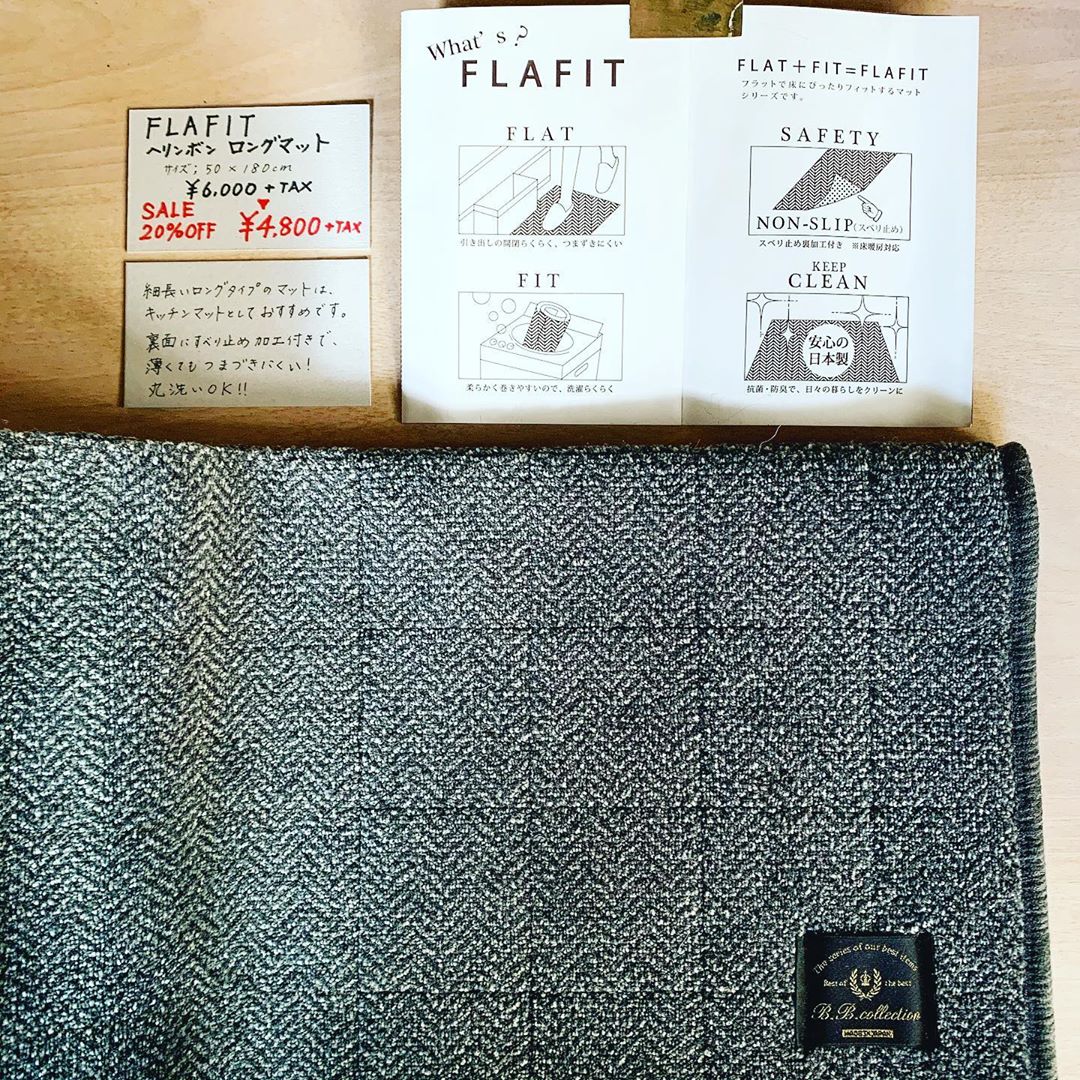 FLAFIT
ヘリンボン ロングマット
サイズ；50×180cm
¥6,000+TAX
▼
SALE
20%OFF ¥4,800+TAX
細長いロングタイプのマットは、
キッチンマットとしておすすめです。
裏面にすべり止め加工付きで、
薄くてもつまづきにくい！
丸洗いOK!!
What's?
FLAFIT
FLAT
引き出しの開閉らくらく、つまずきにくい
FIT
柔らかく巻きやすいので、洗濯らくらく
FLAT+FIT=FLAFIT
フラットで床にぴったりフィットするマット
シリーズです。
SAFETY
NON-SLIP(スベリ止め)
スベリ止め裏加工付き ※床暖房対応
KEEP
CLEAN
安心の
日本製
抗菌・防臭で、日々の暮らしをクリーンに
The series of our best items
Best of the best
B.B.collection
MADE IN JAPAN